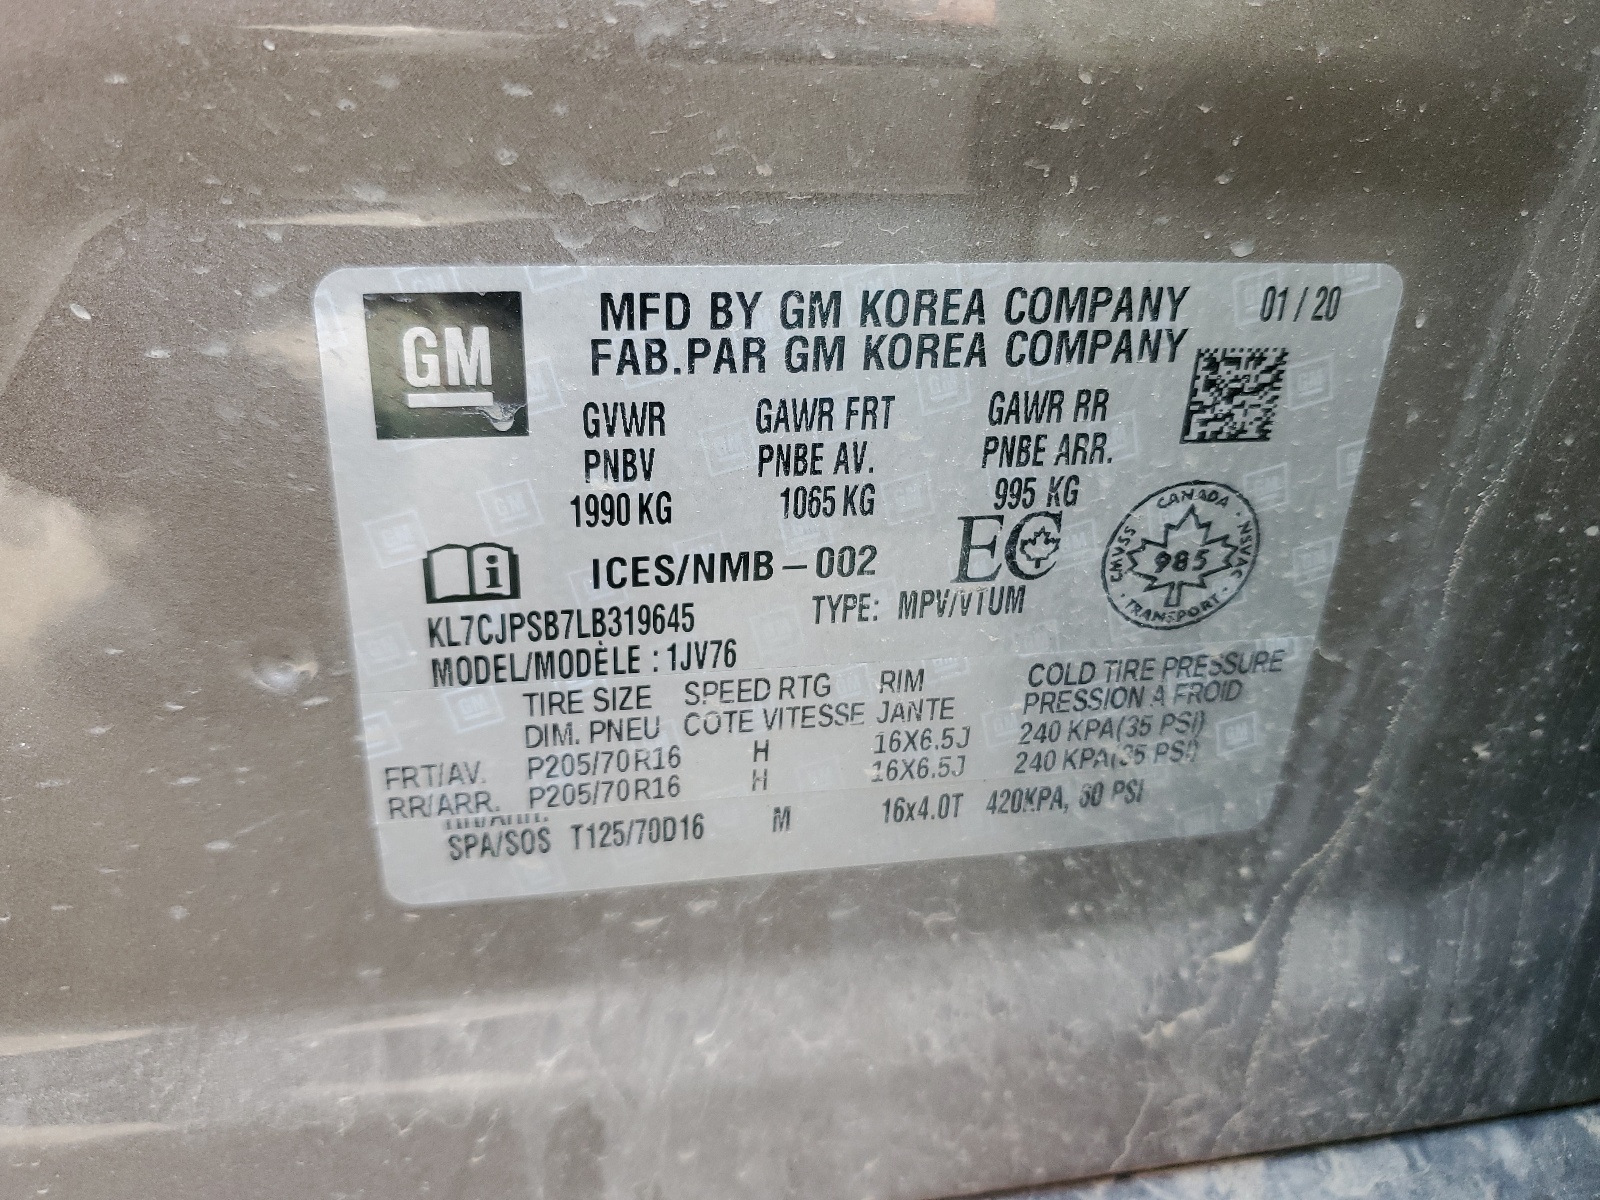 GM
MFD BY GM KOREA COMPANY 01/20
FAB.PAR GM KOREA COMPANY
GVWR GAWR FRT GAWR RR
PNBV PNBE AV. PNBE ARR.
1990 KG 1065 KG 995 KG
ICES/NMB-002 EC
CANADA
CMVSS 985 NSVAC
TRANSPORT
KL7CJPSB7LB319645 TYPE: MPV/VTUM
MODEL/MODÈLE : 1JV76
TIRE SIZE SPEED RTG RIM COLD TIRE PRESSURE
DIM. PNEU COTE VITESSE JANTE PRESSION A FROID
FRT/AV. P205/70R16 H 16X6.5J 240 KPA(35 PSI)
RR/ARR. P205/70R16 H 16X6.5J 240 KPA(35 PSI)
SPA/SOS T125/70D16 M 16x4.0T 420KPA, 60 PSI